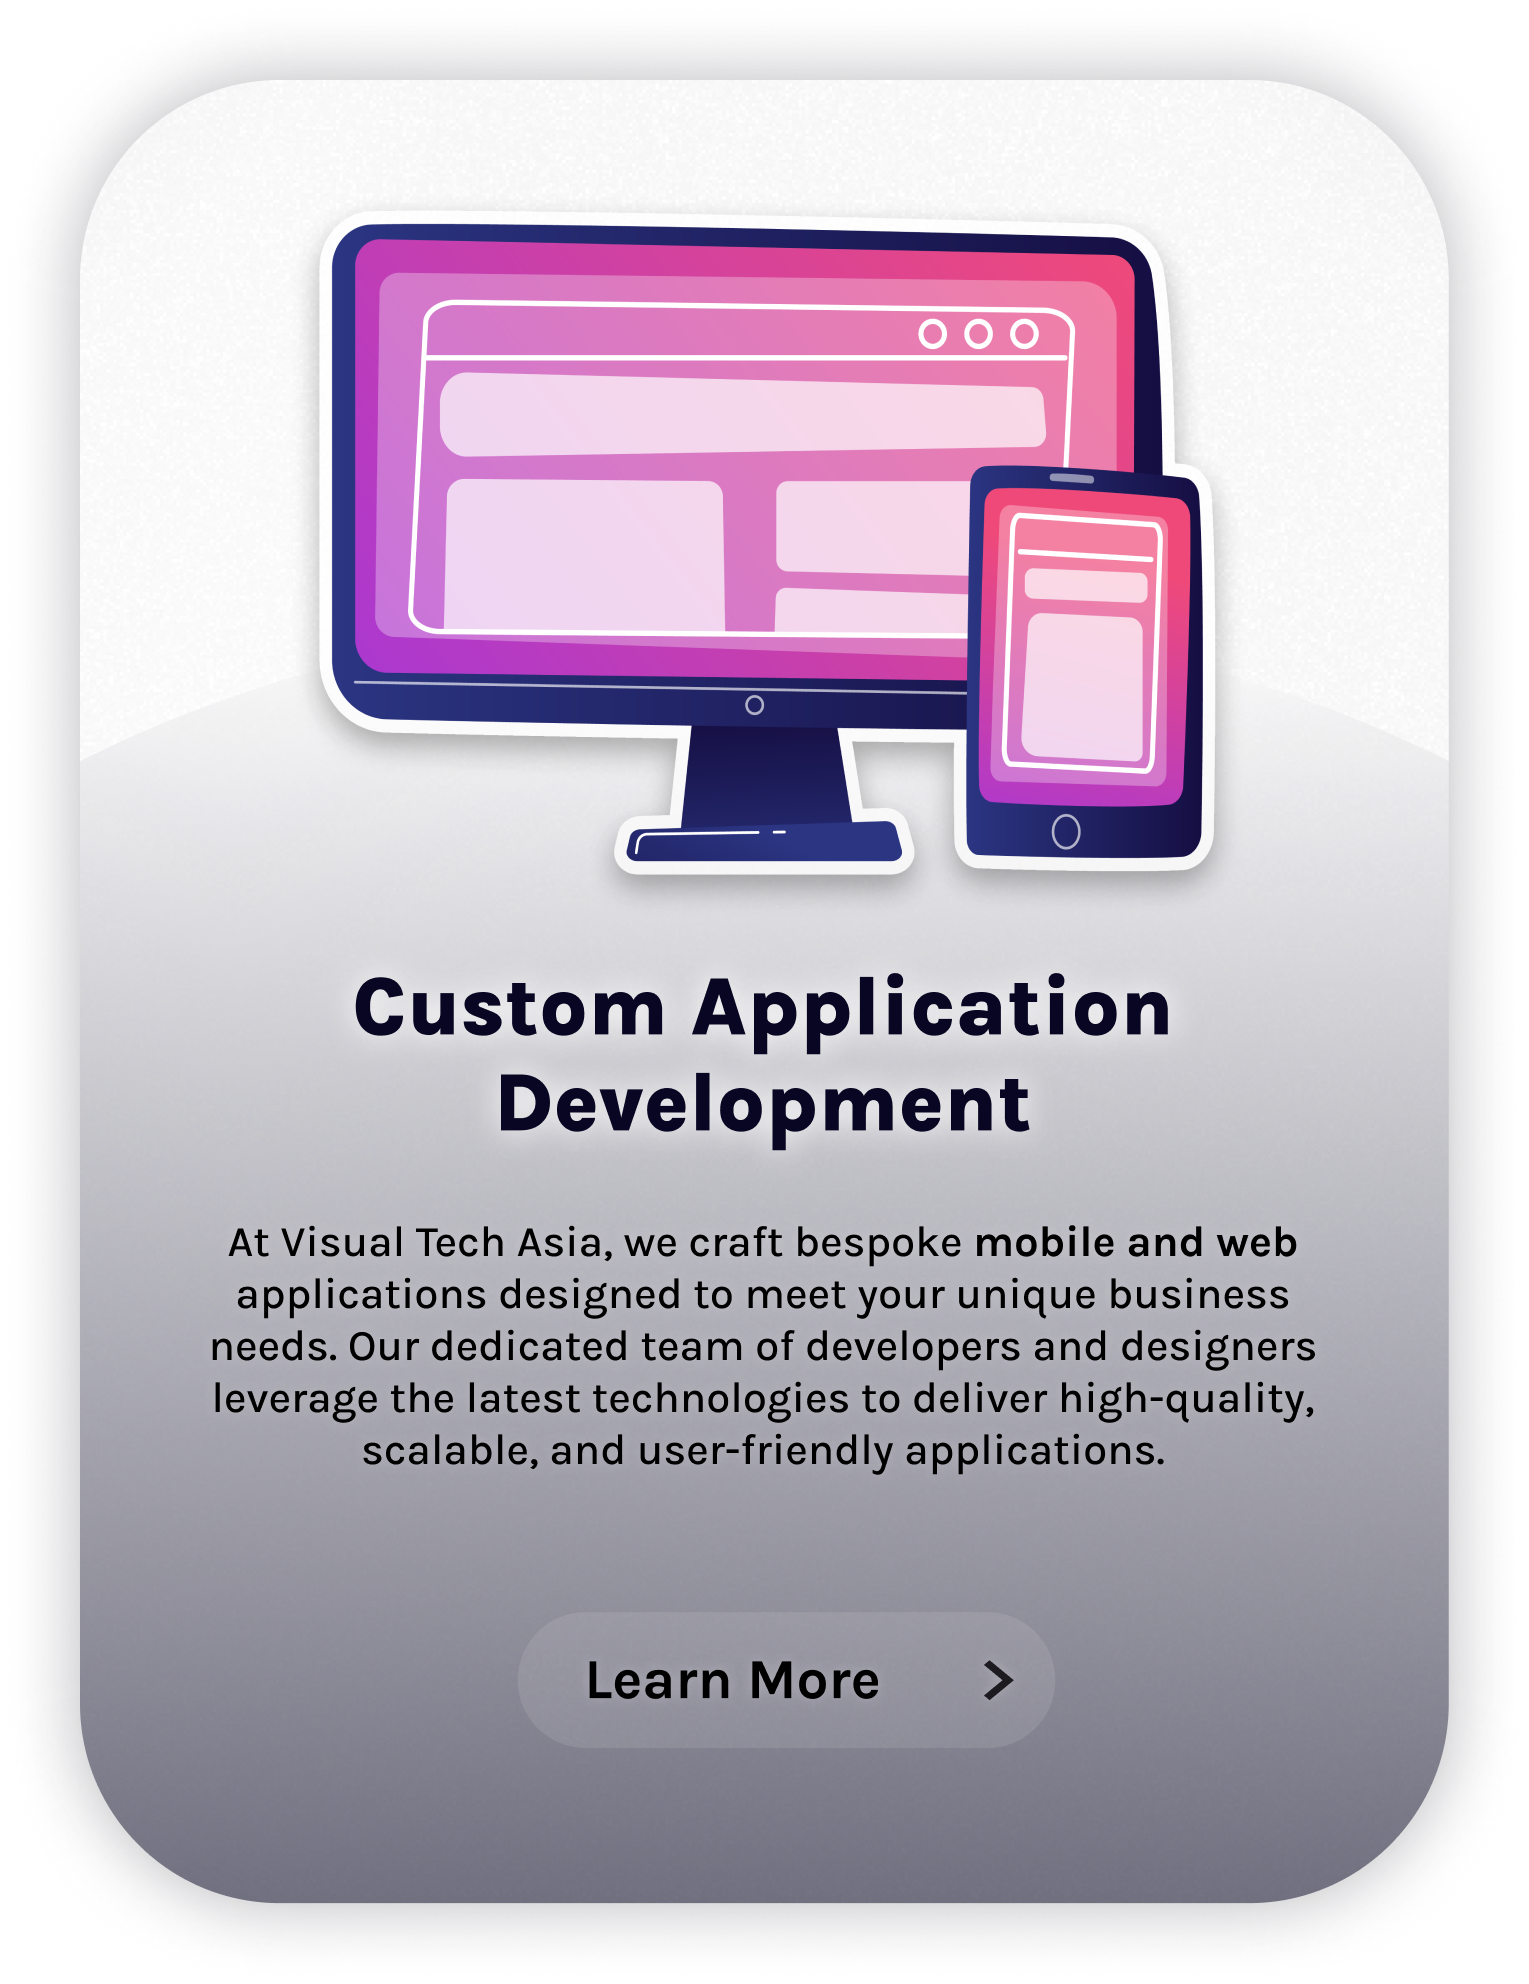 Custom Application
Development
At Visual Tech Asia, we craft bespoke mobile and web
applications designed to meet your unique business
needs. Our dedicated team of developers and designers
leverage the latest technologies to deliver high-quality,
scalable, and user-friendly applications.
Learn More